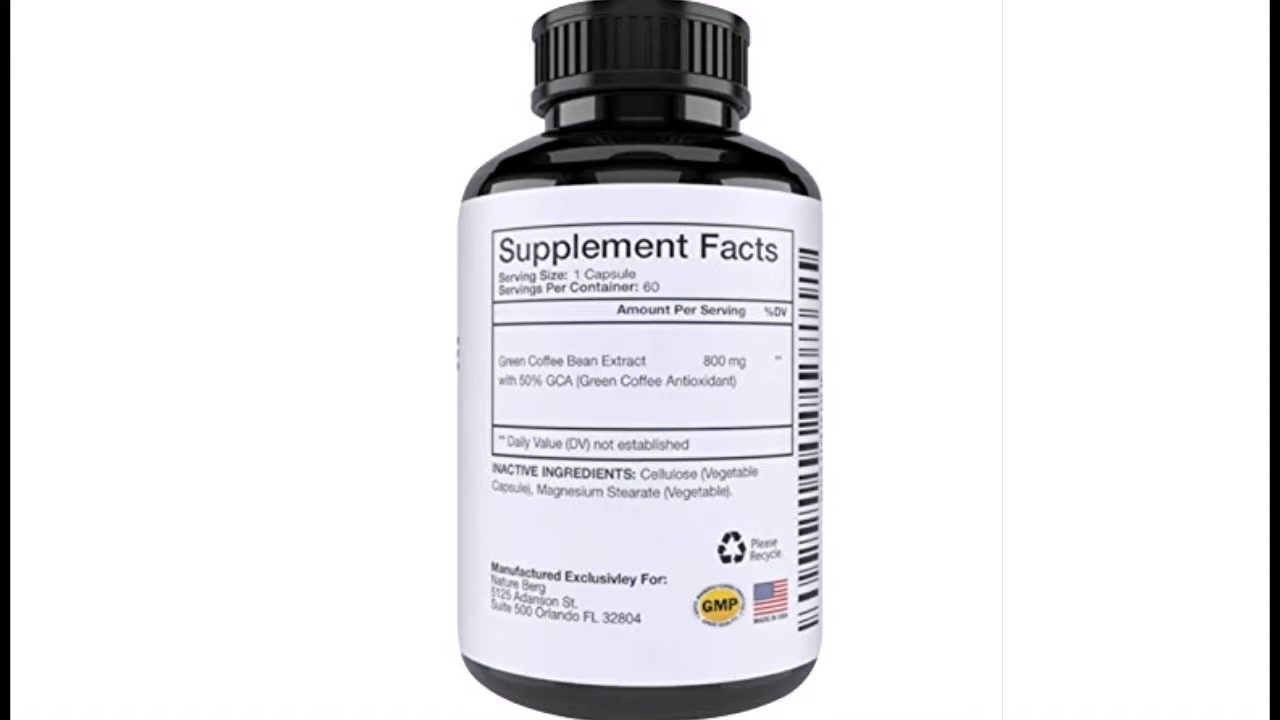 Supplement Facts
Serving Size: 1 Capsule
Servings Per Container: 60
Amount Per Serving %DV
Green Coffee Bean Extract 800 mg **
with 50% GCA (Green Coffee Antioxidant)
** Daily Value (DV) not established
INACTIVE INGREDIENTS: Cellulose (Vegetable
Capsule), Magnesium Stearate (Vegetable).
Please
Recycle.
Manufactured Exclusivley For:
Nature Berg
5125 Adanson St.
Suite 500 Orlando FL 32804
GMP
MADE IN USA